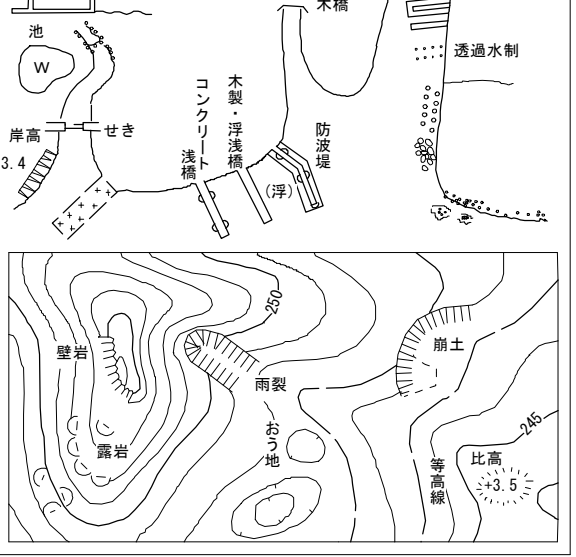 木橋
池
W
透過水制
コンクリート
浅橋
木製・浮浅橋
防波堤
岸高
せき
3.4
(浮)
250
壁岩
崩土
雨裂
露岩
おう地
245
等高線
比高
+3.5